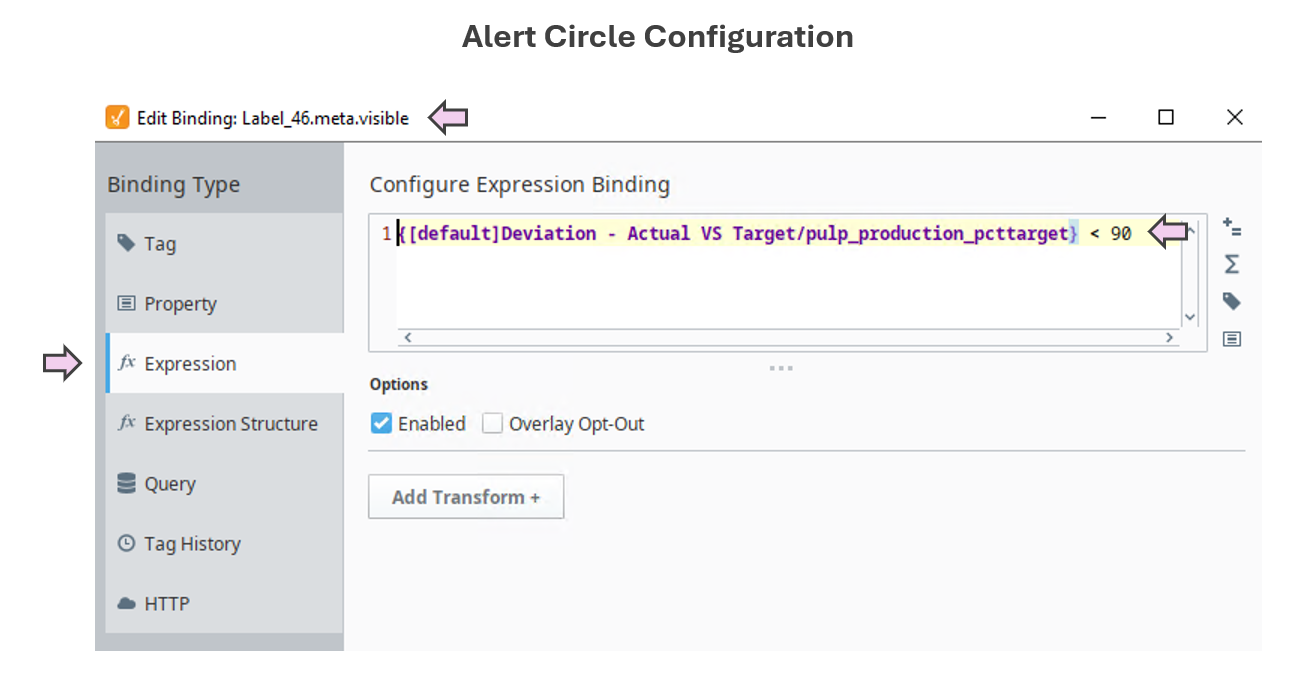 Alert Circle Configuration
Edit Binding: Label_46.meta.visible
Binding Type
Tag
Property
fx Expression
fx Expression Structure
Query
Tag History
HTTP
Configure Expression Binding
1 {[default]Deviation - Actual VS Target/pulp_production_pcttarget} < 90
Options
Enabled Overlay Opt-Out
Add Transform +